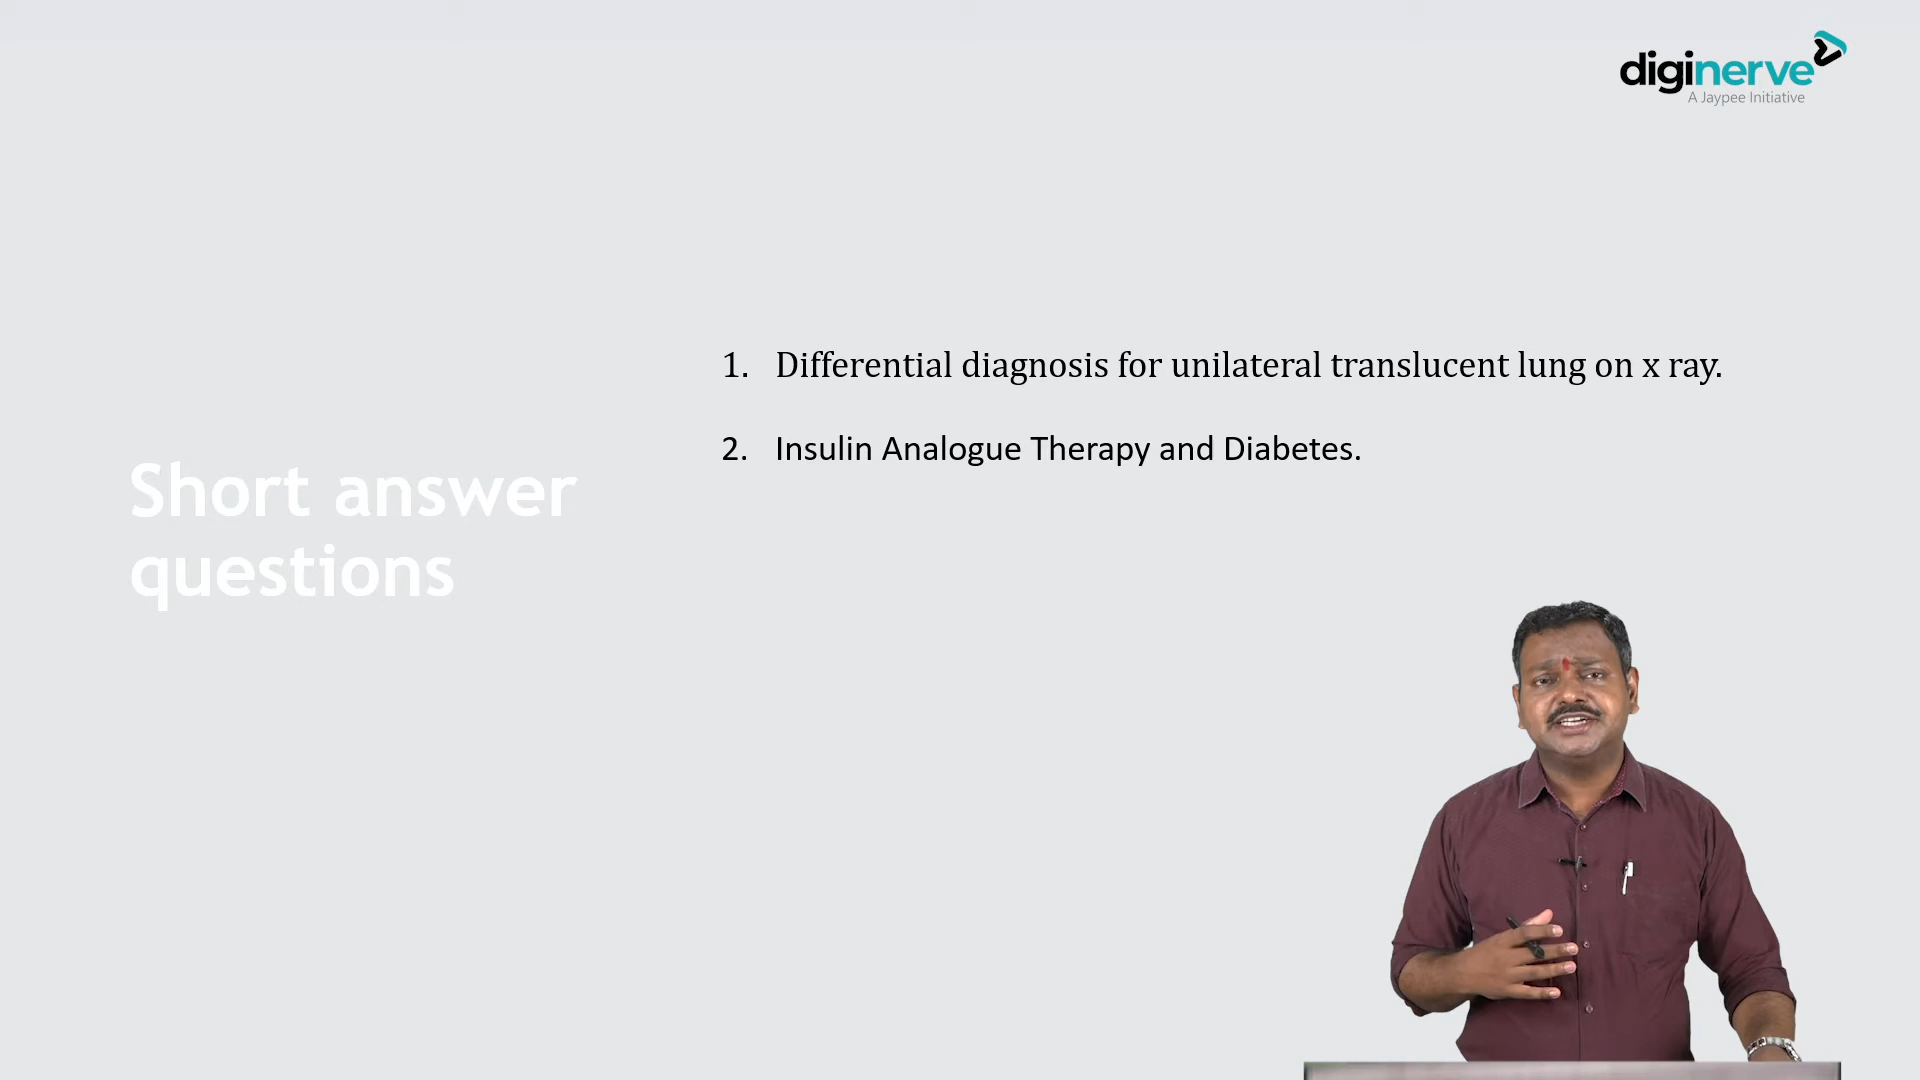 diginerve
A Jaypee Initiative
1. Differential diagnosis for unilateral translucent lung on x ray.
2. Insulin Analogue Therapy and Diabetes.
Short answer
questions